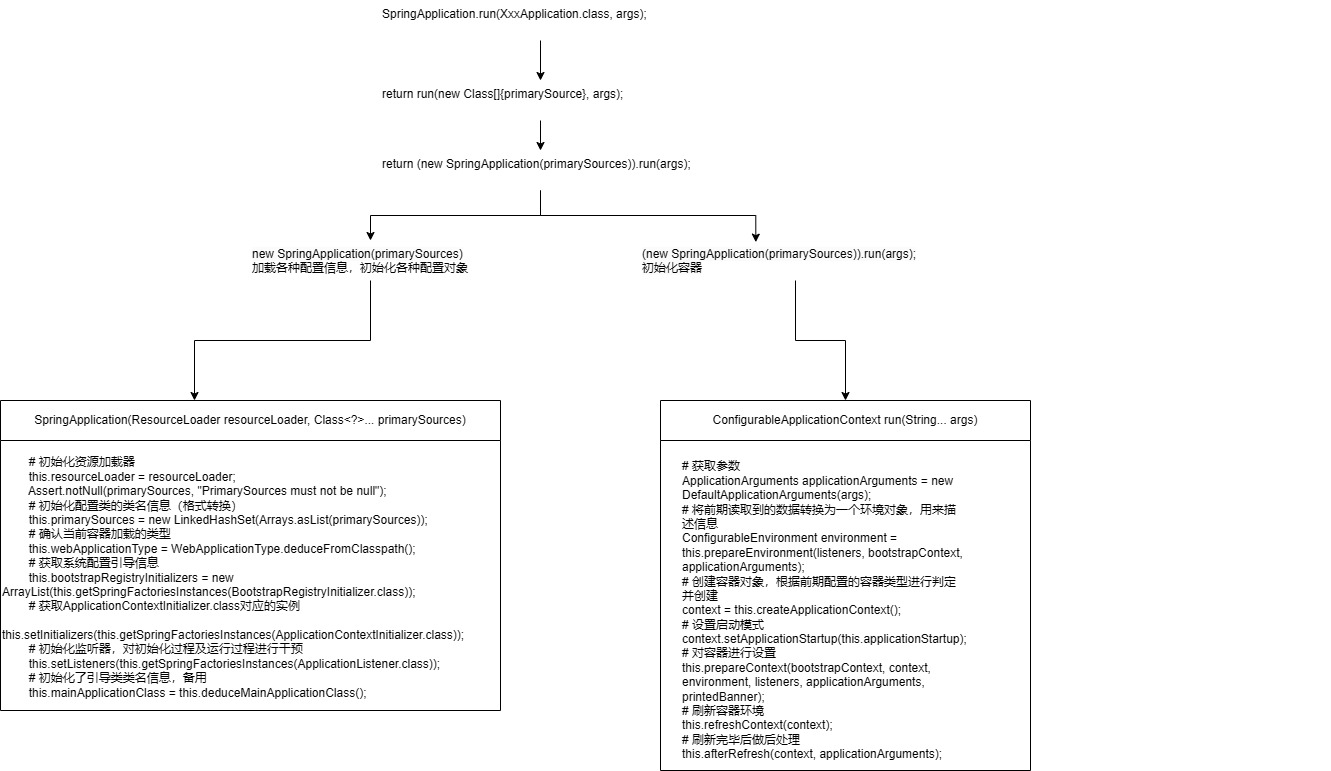 SpringApplication.run(XxxApplication.class, args);
return run(new Class[]{primarySource}, args);
return (new SpringApplication(primarySources)).run(args);
new SpringApplication(primarySources)
加载各种配置信息，初始化各种配置对象
(new SpringApplication(primarySources)).run(args);
初始化容器
SpringApplication(ResourceLoader resourceLoader, Class<?>... primarySources)
# 初始化资源加载器
this.resourceLoader = resourceLoader;
Assert.notNull(primarySources, "PrimarySources must not be null");
# 初始化配置类的类名信息（格式转换）
this.primarySources = new LinkedHashSet(Arrays.asList(primarySources));
# 确认当前容器加载的类型
this.webApplicationType = WebApplicationType.deduceFromClasspath();
# 获取系统配置引导信息
this.bootstrapRegistryInitializers = new
ArrayList(this.getSpringFactoriesInstances(BootstrapRegistryInitializer.class));
# 获取ApplicationContextInitializer.class对应的实例
this.setInitializers(this.getSpringFactoriesInstances(ApplicationContextInitializer.class));
# 初始化监听器，对初始化过程及运行过程进行干预
this.setListeners(this.getSpringFactoriesInstances(ApplicationListener.class));
# 初始化了引导类类名信息，备用
this.mainApplicationClass = this.deduceMainApplicationClass();
ConfigurableApplicationContext run(String... args)
# 获取参数
ApplicationArguments applicationArguments = new
DefaultApplicationArguments(args);
# 将前期读取到的数据转换为一个环境对象，用来描
述信息
ConfigurableEnvironment environment =
this.prepareEnvironment(listeners, bootstrapContext,
applicationArguments);
# 创建容器对象，根据前期配置的容器类型进行判定
并创建
context = this.createApplicationContext();
# 设置启动模式
context.setApplicationStartup(this.applicationStartup);
# 对容器进行设置
this.prepareContext(bootstrapContext, context,
environment, listeners, applicationArguments,
printedBanner);
# 刷新容器环境
this.refreshContext(context);
# 刷新完毕后做后处理
this.afterRefresh(context, applicationArguments);